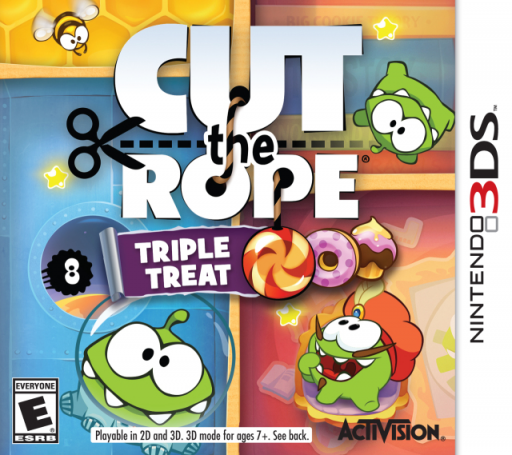 CUT
the
ROPE®
TRIPLE
TREAT
8
NINTENDO 3DS™
EVERYONE
E
ESRB
Playable in 2D and 3D. 3D mode for ages 7+. See back.
ACTIVISION®